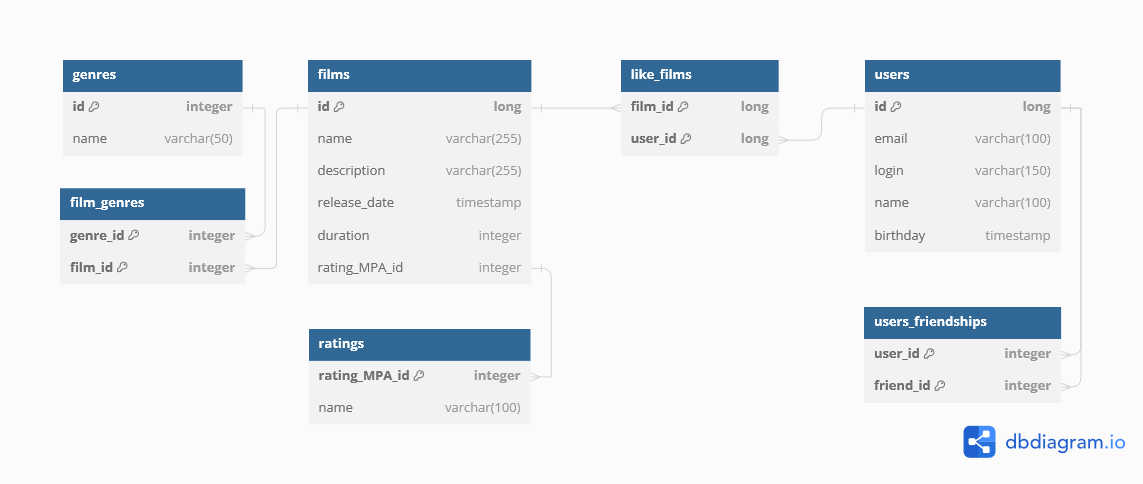 genres
id integer
name varchar(50)
film_genres
genre_id integer
film_id integer
films
id long
name varchar(255)
description varchar(255)
release_date timestamp
duration integer
rating_MPA_id integer
ratings
rating_MPA_id integer
name varchar(100)
like_films
film_id long
user_id long
users
id long
email varchar(100)
login varchar(150)
name varchar(100)
birthday timestamp
users_friendships
user_id integer
friend_id integer
dbdiagram.io